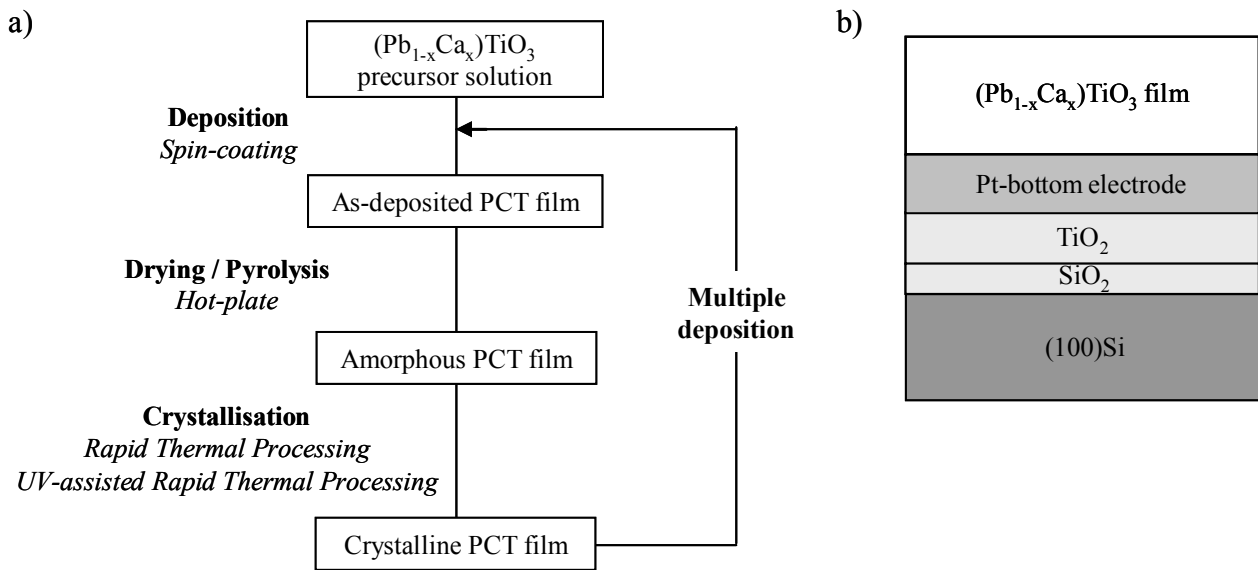 a)
(Pb₁₋ₓCaₓ)TiO₃
precursor solution
Deposition
Spin-coating
As-deposited PCT film
Drying / Pyrolysis
Hot-plate
Multiple
deposition
Amorphous PCT film
Crystallisation
Rapid Thermal Processing
UV-assisted Rapid Thermal Processing
Crystalline PCT film
b)
(Pb₁₋ₓCaₓ)TiO₃ film
Pt-bottom electrode
TiO₂
SiO₂
(100)Si